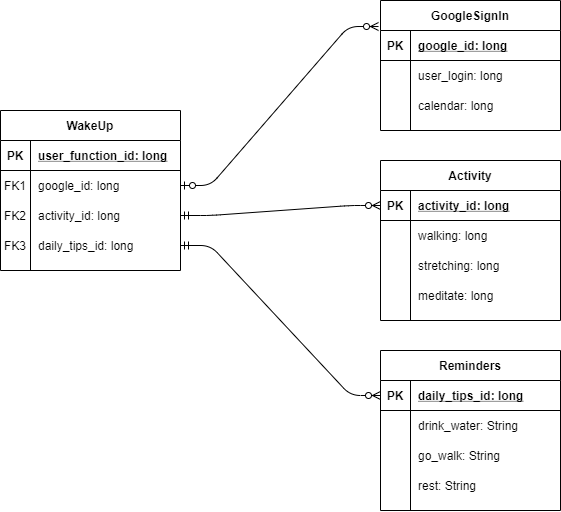 WakeUp
PK user_function_id: long
FK1 google_id: long
FK2 activity_id: long
FK3 daily_tips_id: long
GoogleSignIn
PK google_id: long
user_login: long
calendar: long
Activity
PK activity_id: long
walking: long
stretching: long
meditate: long
Reminders
PK daily_tips_id: long
drink_water: String
go_walk: String
rest: String